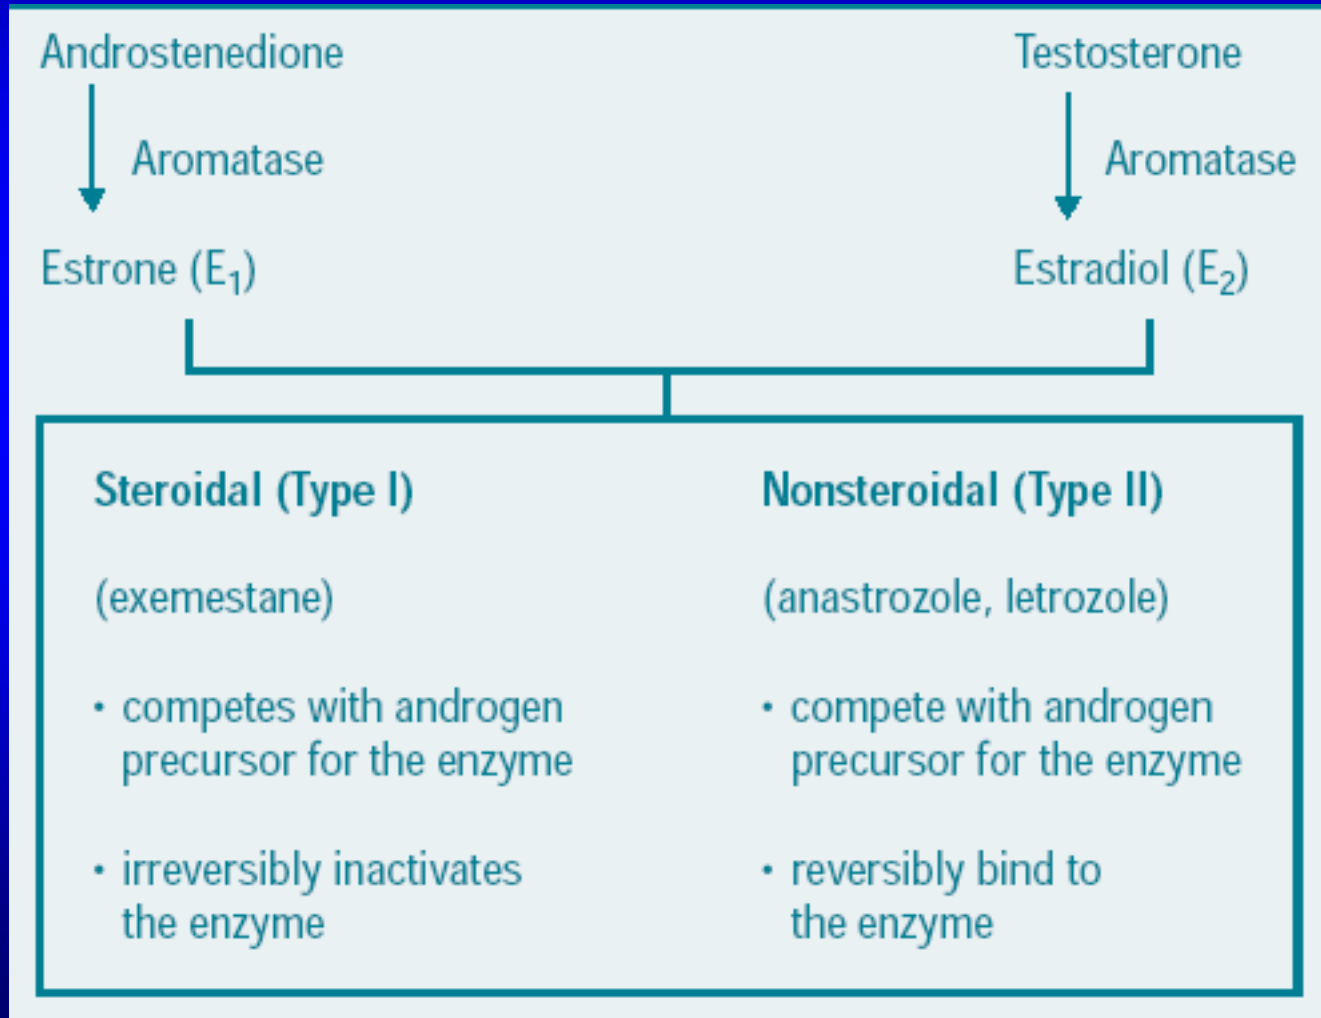 Androstenedione
Testosterone
Aromatase
Aromatase
Estrone (E₁)
Estradiol (E₂)
Steroidal (Type I)
(exemestane)
• competes with androgen
precursor for the enzyme
• irreversibly inactivates
the enzyme
Nonsteroidal (Type II)
(anastrozole, letrozole)
• compete with androgen
precursor for the enzyme
• reversibly bind to
the enzyme